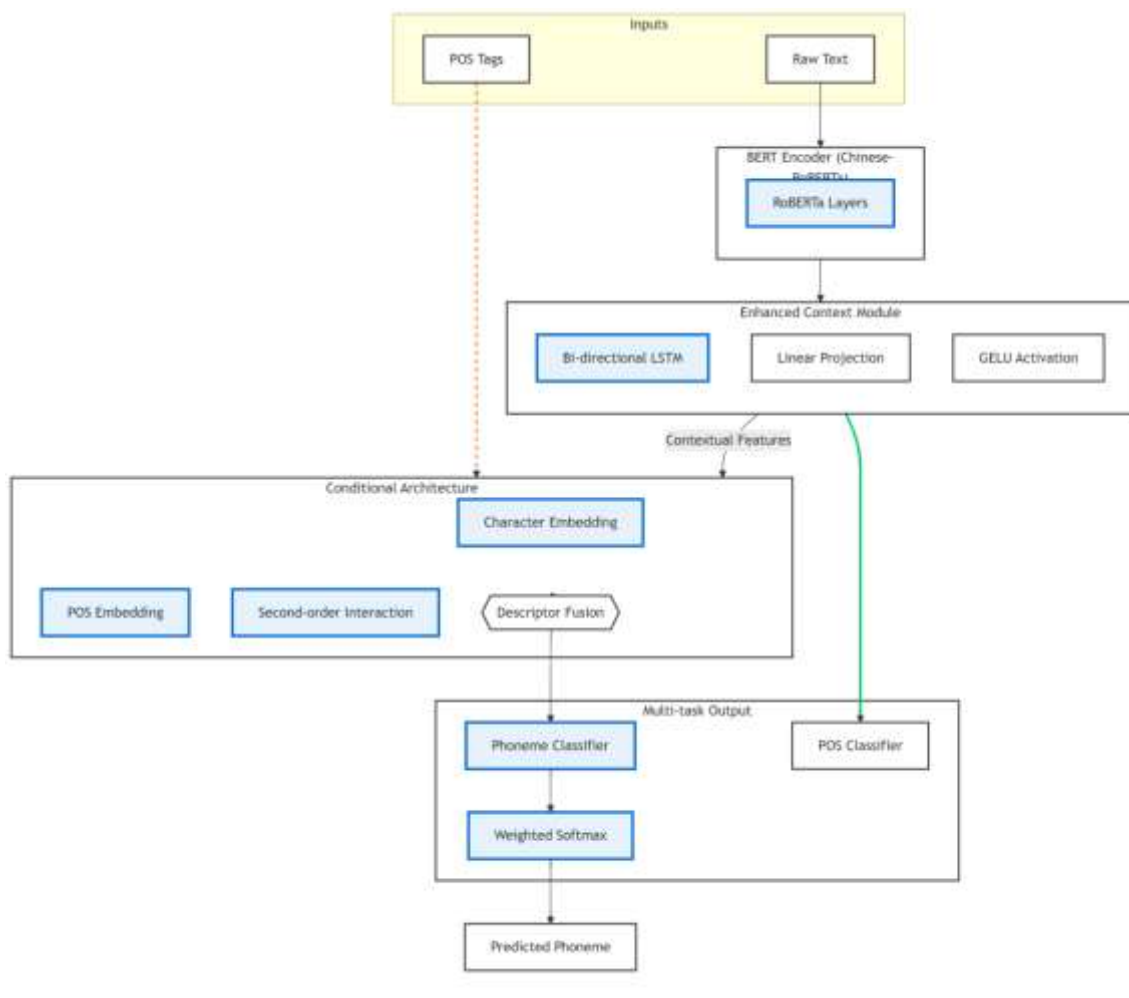 Inputs
POS Tags
Raw Text
BERT Encoder (Chinese-
RoBERTa Layers
Enhanced Context Module
Bi-directional LSTM
Linear Projection
GELU Activation
Contextual Features
Conditional Architecture
Character Embedding
POS Embedding
Second-order Interaction
Descriptor Fusion
Multi-task Output
Phoneme Classifier
POS Classifier
Weighted Softmax
Predicted Phoneme